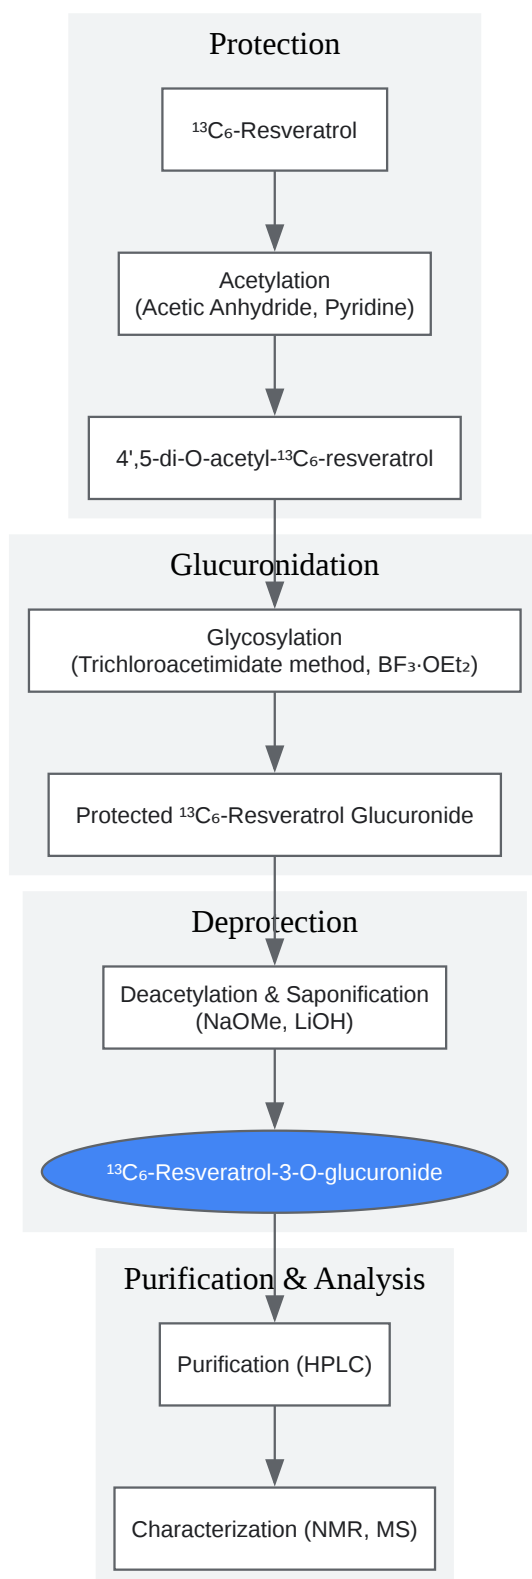 Protection
¹³C₆-Resveratrol
Acetylation
(Acetic Anhydride, Pyridine)
4',5-di-O-acetyl-¹³C₆-resveratrol
Glucuronidation
Glycosylation
(Trichloroacetimidate method, BF₃·OEt₂)
Protected ¹³C₆-Resveratrol Glucuronide
Deprotection
Deacetylation & Saponification
(NaOMe, LiOH)
¹³C₆-Resveratrol-3-O-glucuronide
Purification & Analysis
Purification (HPLC)
Characterization (NMR, MS)